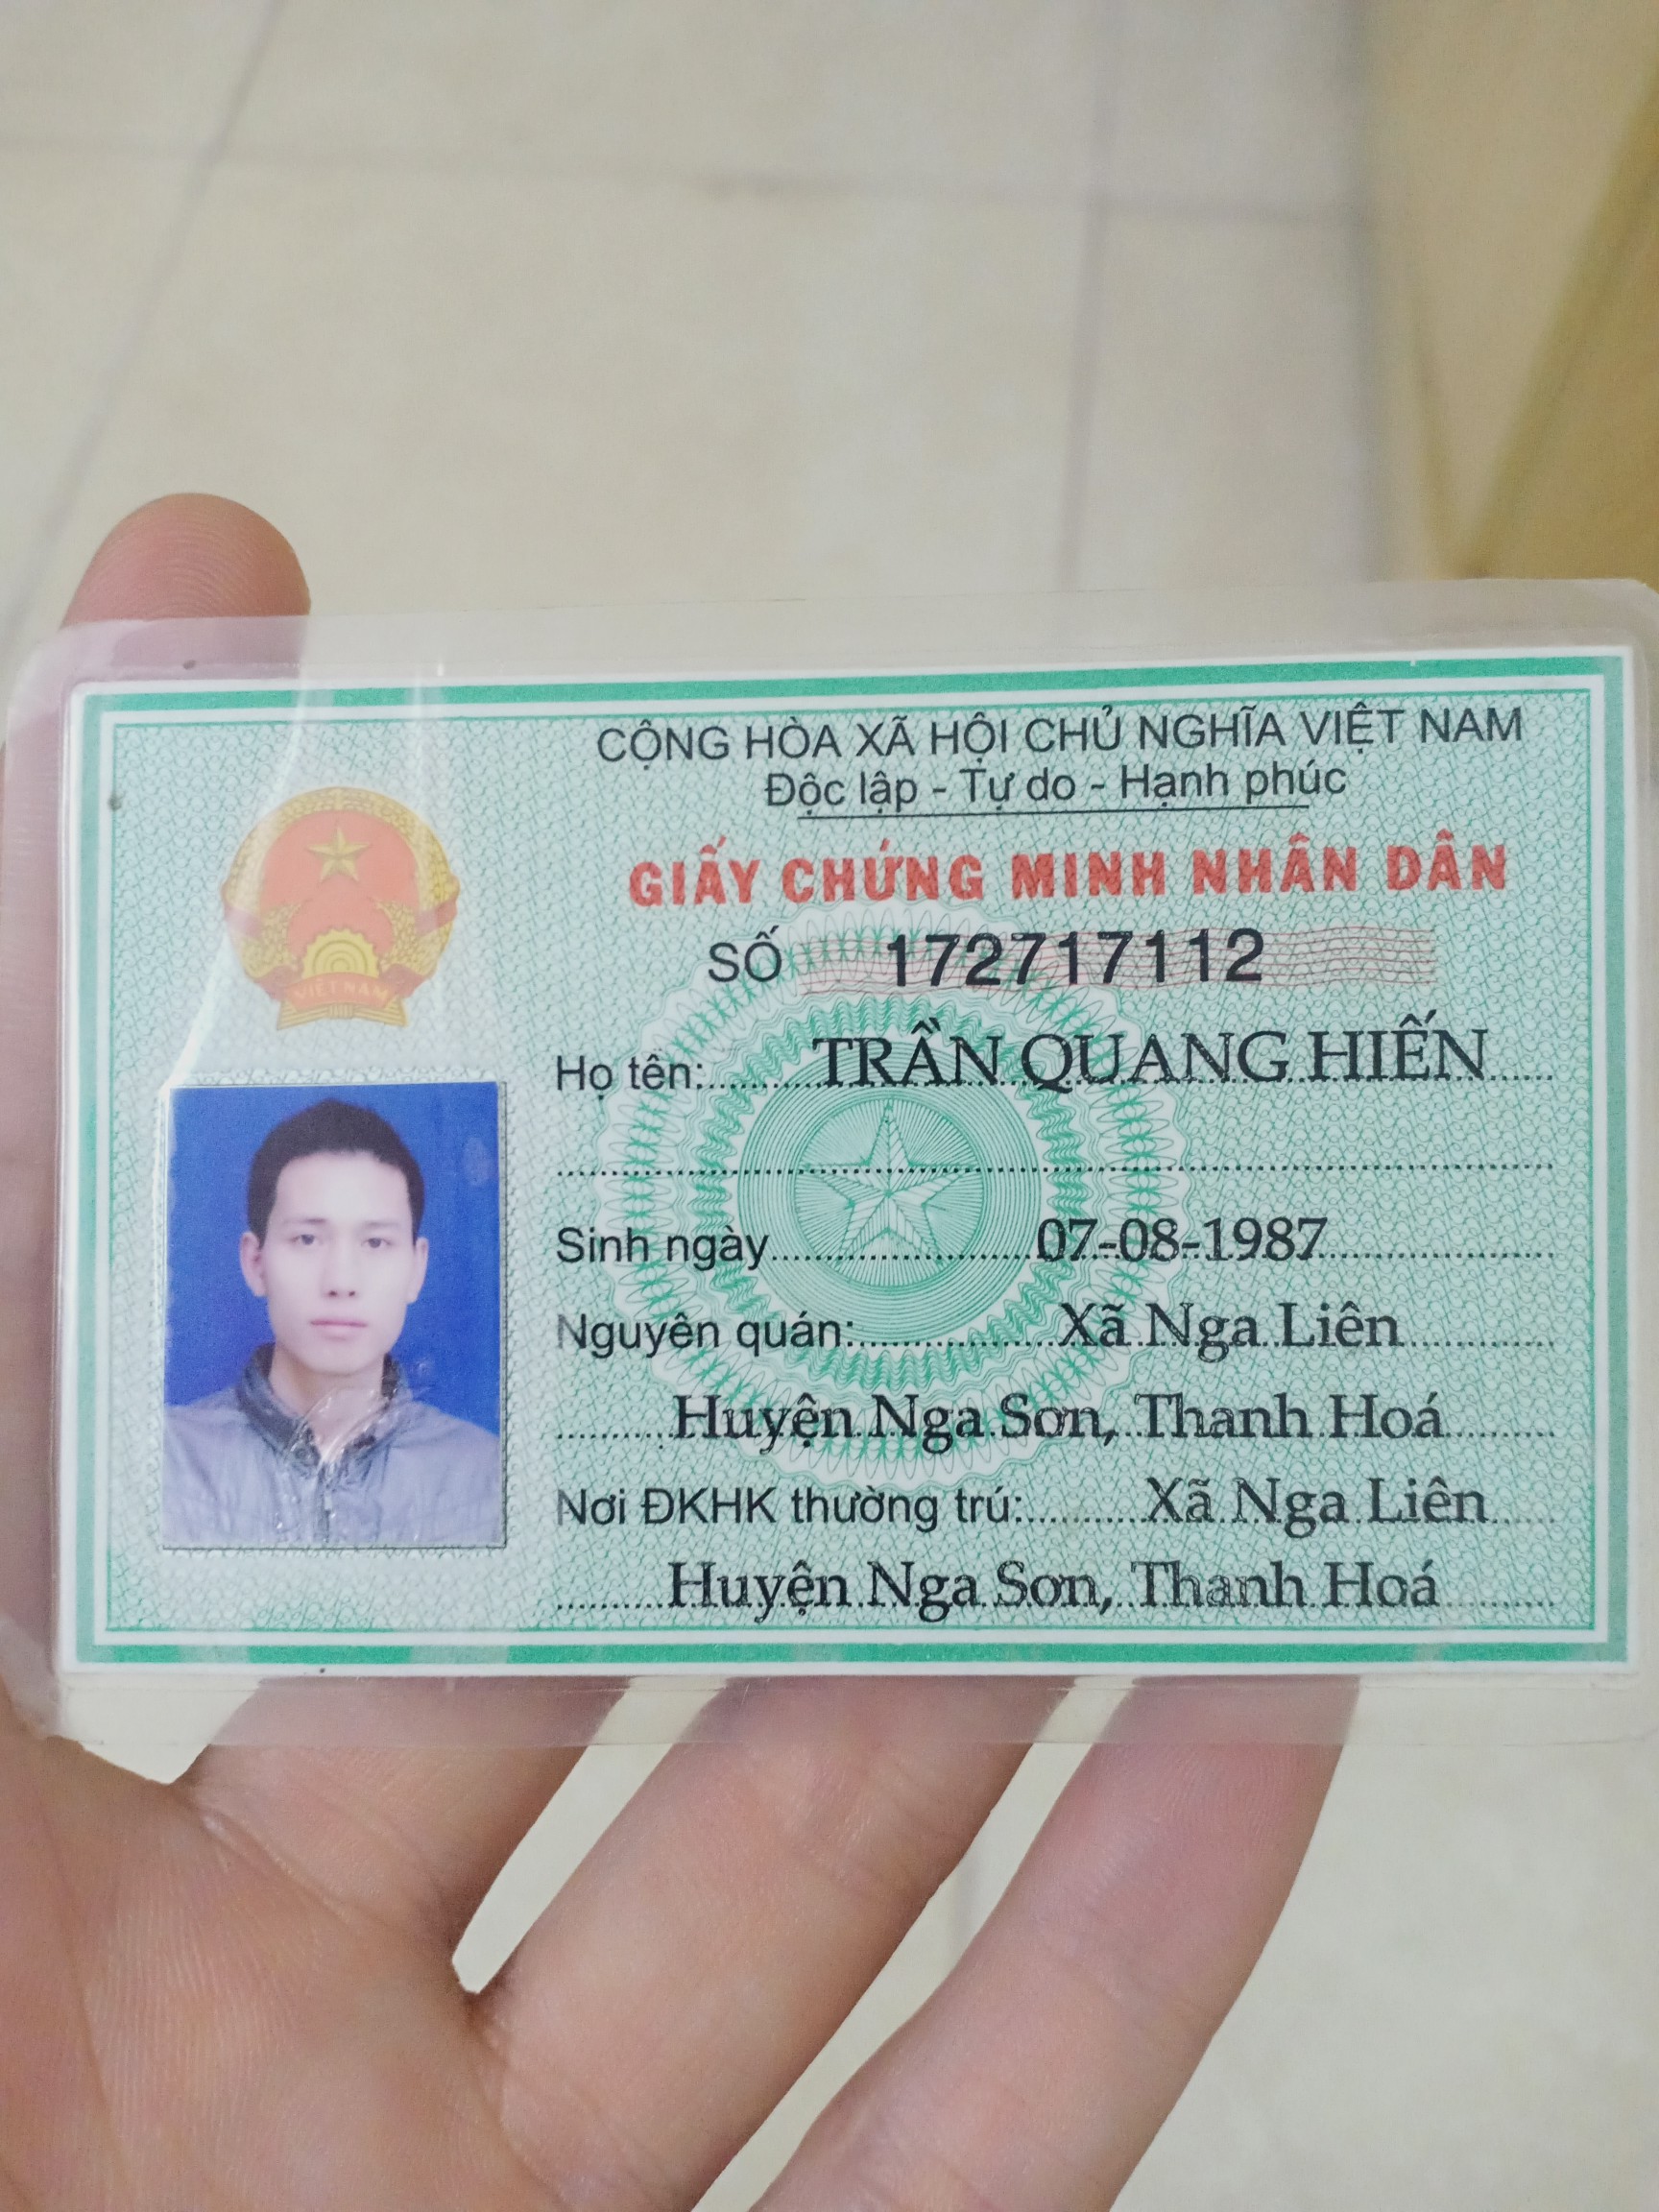 CỘNG HÒA XÃ HỘI CHỦ NGHĨA VIỆT NAM
Độc lập - Tự do - Hạnh phúc
GIẤY CHỨNG MINH NHÂN DÂN
SỐ 172717112
VIỆT NAM
Họ tên: TRẦN QUANG HIẾN
Sinh ngày 07-08-1987
Nguyên quán: Xã Nga Liên
Huyện Nga Sơn, Thanh Hoá
Nơi ĐKHK thường trú: Xã Nga Liên
Huyện Nga Sơn, Thanh Hoá